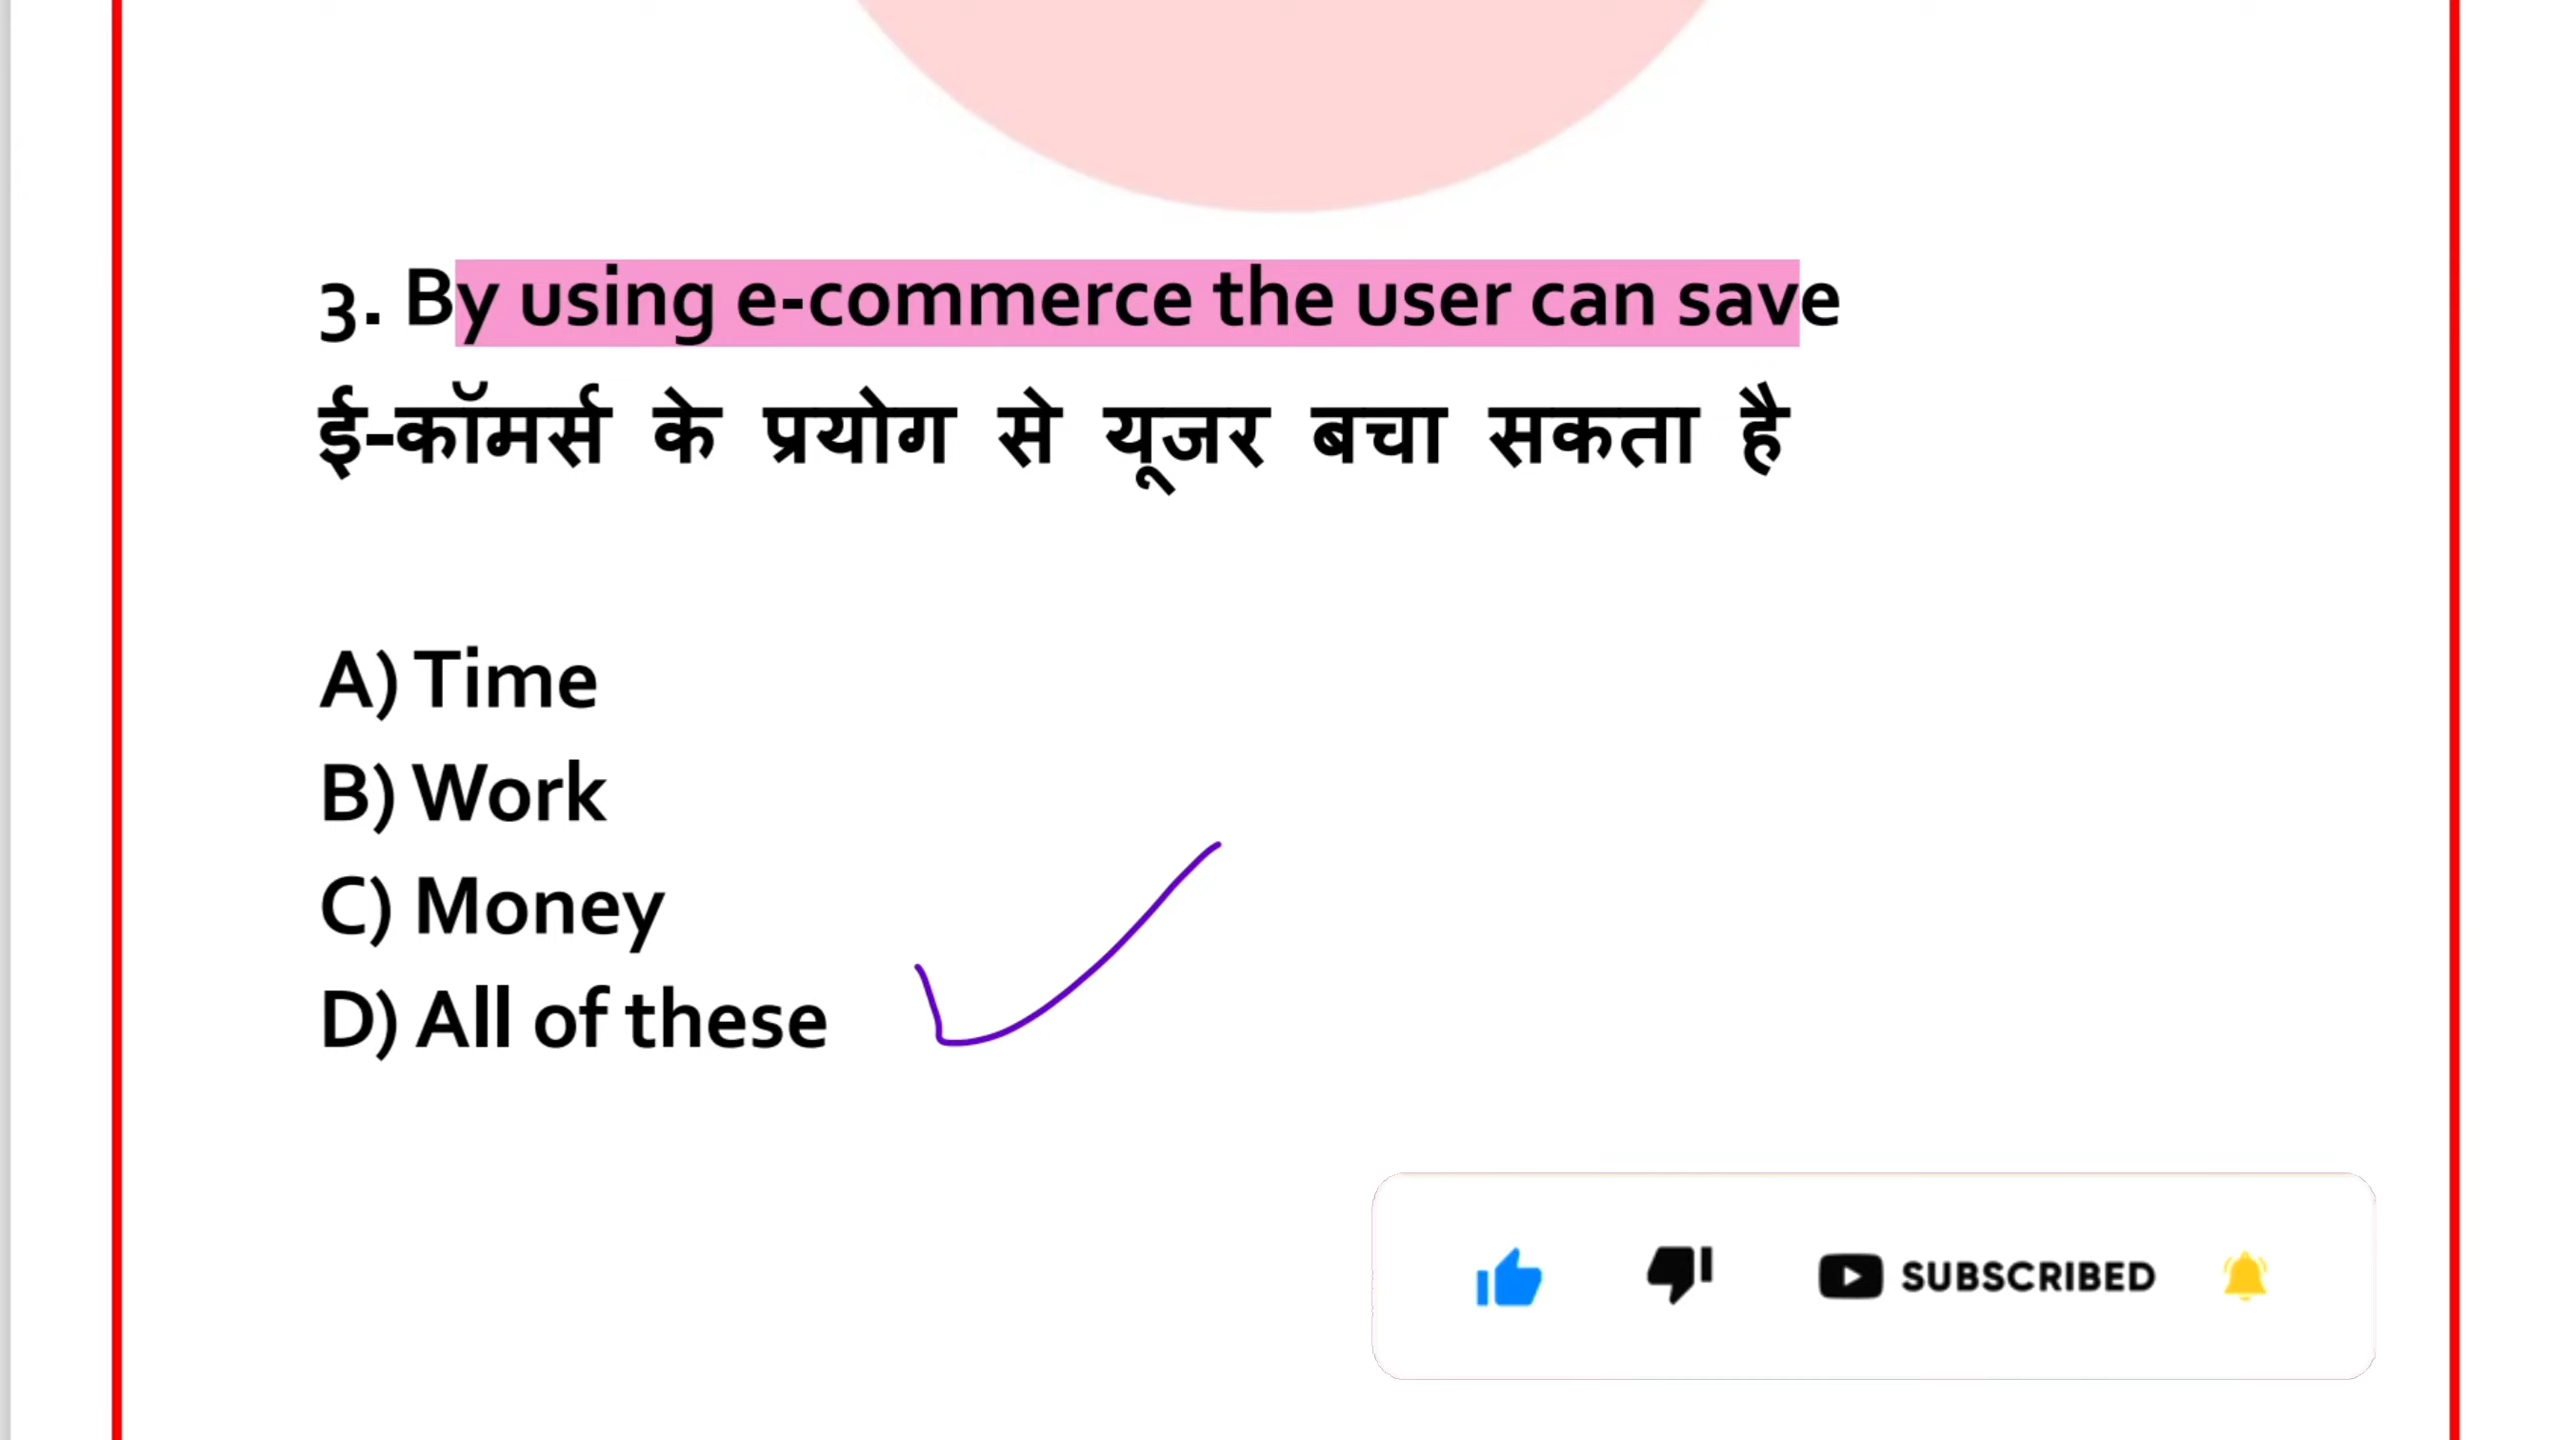 3. By using e-commerce the user can save
ई-कॉमर्स के प्रयोग से यूजर बचा सकता है
A) Time
B) Work
C) Money
D) All of these
SUBSCRIBED